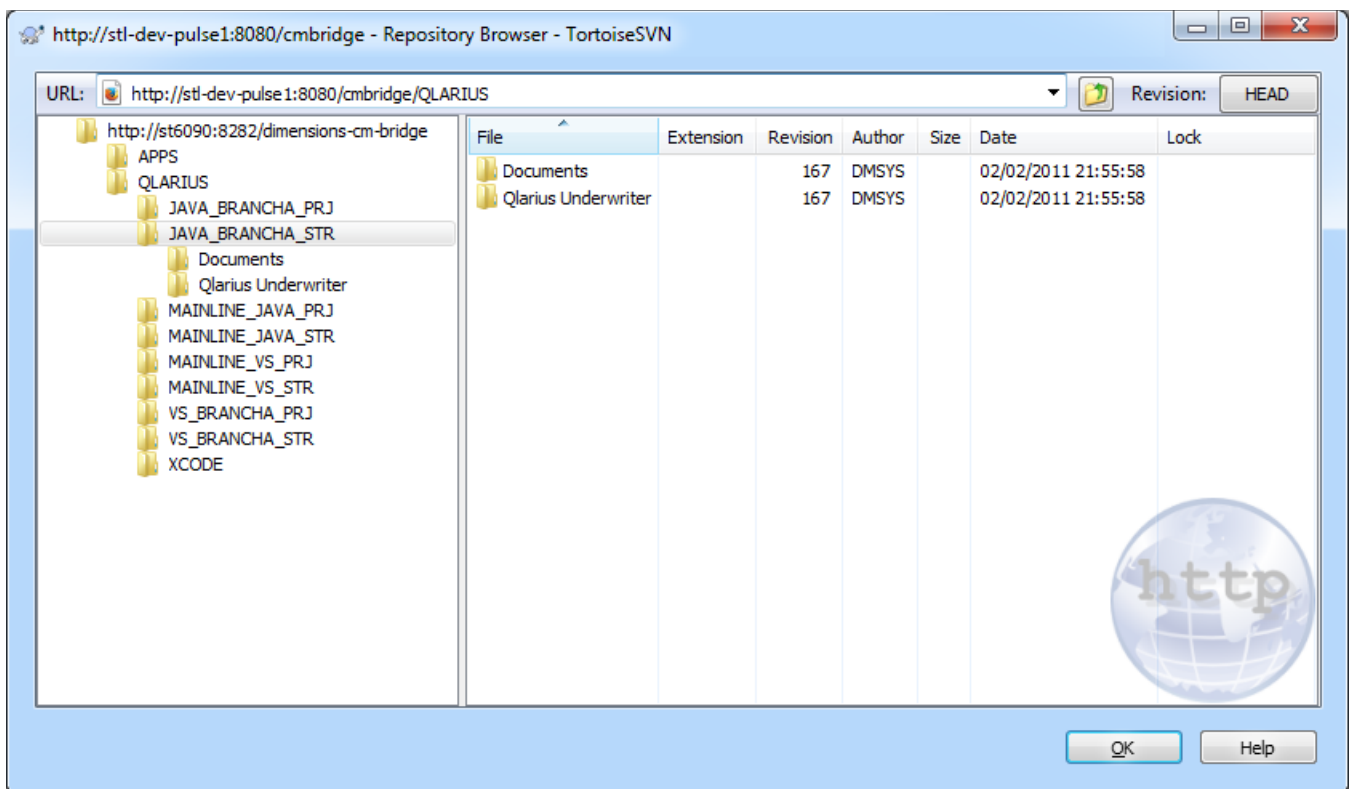 http://stl-dev-pulse1:8080/cmbridge - Repository Browser - TortoiseSVN
URL: http://stl-dev-pulse1:8080/cmbridge/QLARIUS Revision: HEAD
http://st6090:8282/dimensions-cm-bridge
APPS
QLARIUS
JAVA_BRANCHA_PRJ
JAVA_BRANCHA_STR
Documents
Qlarius Underwriter
MAINLINE_JAVA_PRJ
MAINLINE_JAVA_STR
MAINLINE_VS_PRJ
MAINLINE_VS_STR
VS_BRANCHA_PRJ
VS_BRANCHA_STR
XCODE
File Extension Revision Author Size Date Lock
Documents 167 DMSYS 02/02/2011 21:55:58
Qlarius Underwriter 167 DMSYS 02/02/2011 21:55:58
http
OK Help